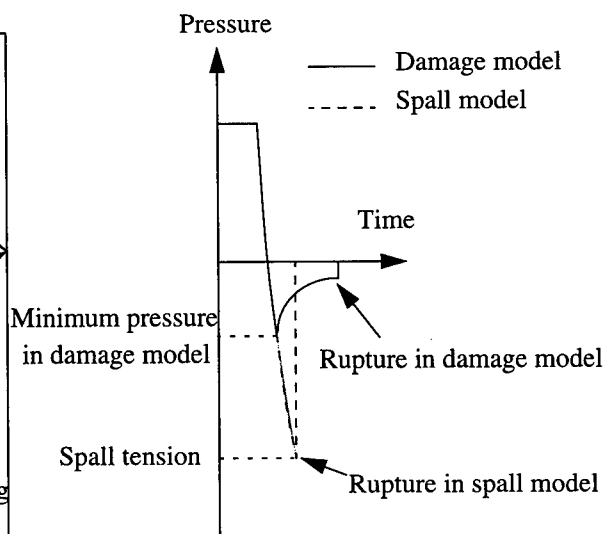 Pressure
Damage model
Spall model
Time
Minimum pressure
in damage model
Rupture in damage model
Spall tension
Rupture in spall model
g